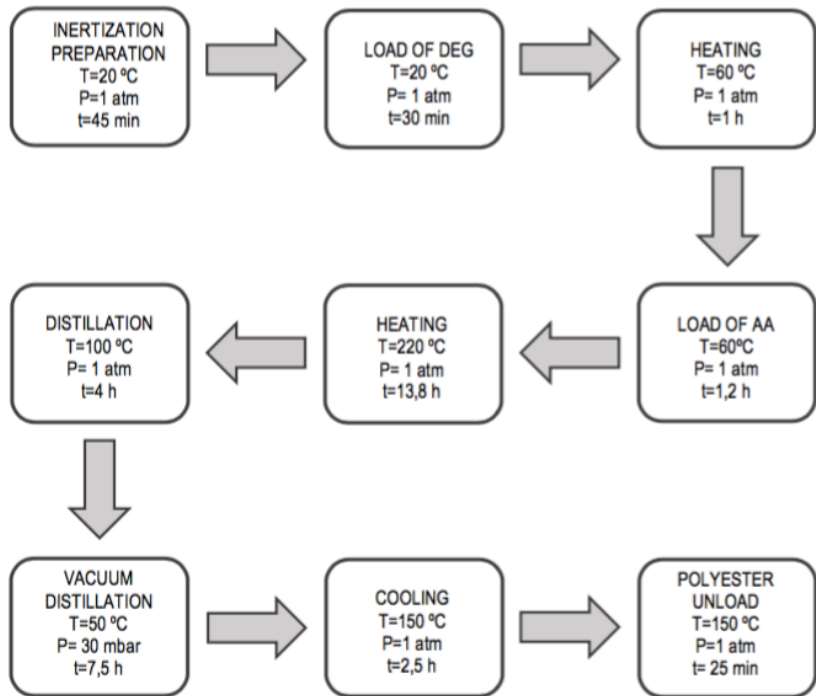 INERTIZATION
PREPARATION
T=20 ºC
P=1 atm
t=45 min
LOAD OF DEG
T=20 ºC
P= 1 atm
t=30 min
HEATING
T=60 ºC
P= 1 atm
t=1 h
LOAD OF AA
T=60ºC
P= 1 atm
t=1,2 h
HEATING
T=220 ºC
P= 1 atm
t=13,8 h
DISTILLATION
T=100 ºC
P= 1 atm
t=4 h
VACUUM
DISTILLATION
T=50 ºC
P= 30 mbar
t=7,5 h
COOLING
T=150 ºC
P=1 atm
t=2,5 h
POLYESTER
UNLOAD
T=150 ºC
P=1 atm
t= 25 min